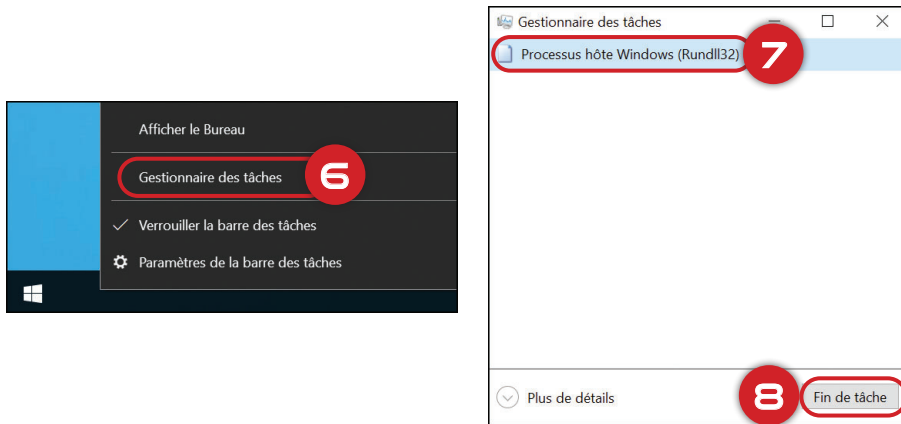 Afficher le Bureau
Gestionnaire des tâches
6
Verrouiller la barre des tâches
Paramètres de la barre des tâches
Gestionnaire des tâches
Processus hôte Windows (Rundll32)
7
Plus de détails
8
Fin de tâche